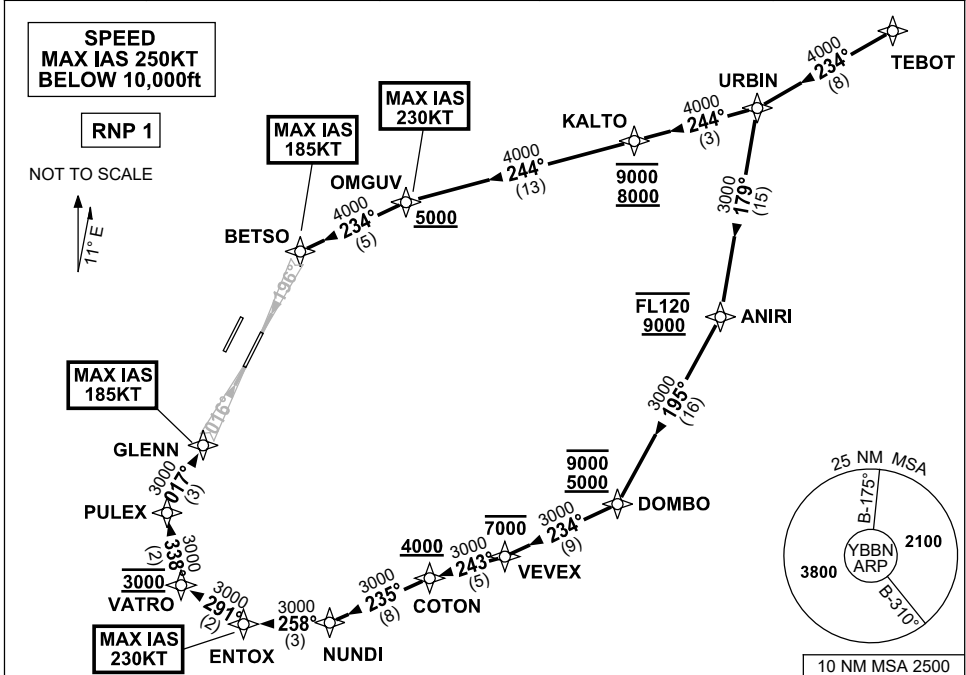 SPEED
MAX IAS 250KT
BELOW 10,000ft
RNP 1
NOT TO SCALE
11° E
TEBOT
4000
234°
(8)
URBIN
4000
244°
(3)
KALTO
9000
8000
4000
244°
(13)
MAX IAS
230KT
OMGUV
5000
4000
234°
(5)
MAX IAS
185KT
BETSO
196°
3000
179°
(15)
FL120
9000
ANIRI
3000
195°
(16)
9000
5000
DOMBO
3000
234°
(9)
7000
VEVEX
3000
243°
(5)
4000
COTON
3000
235°
(8)
NUNDI
3000
258°
(3)
ENTOX
MAX IAS
230KT
3000
291°
(2)
3000
VATRO
3000
338°
(2)
PULEX
3000
017°
(3)
GLENN
MAX IAS
185KT
016°
25 NM MSA
B-175°
2100
YBBN
ARP
3800
B-310°
10 NM MSA 2500